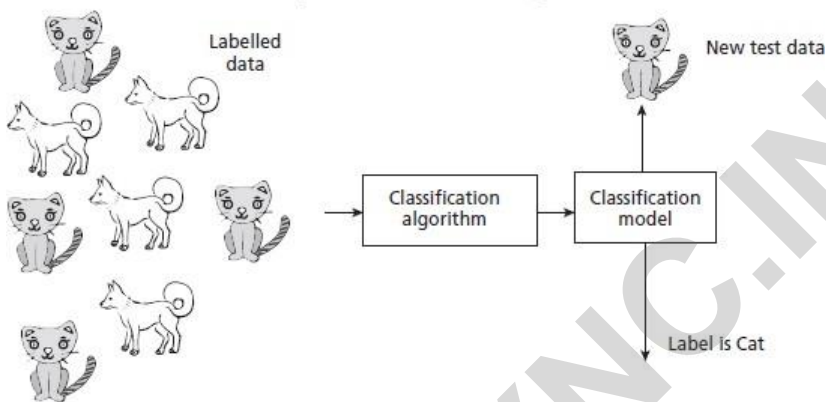 Labelled
data
New test data
Classification
algorithm
Classification
model
Label is Cat